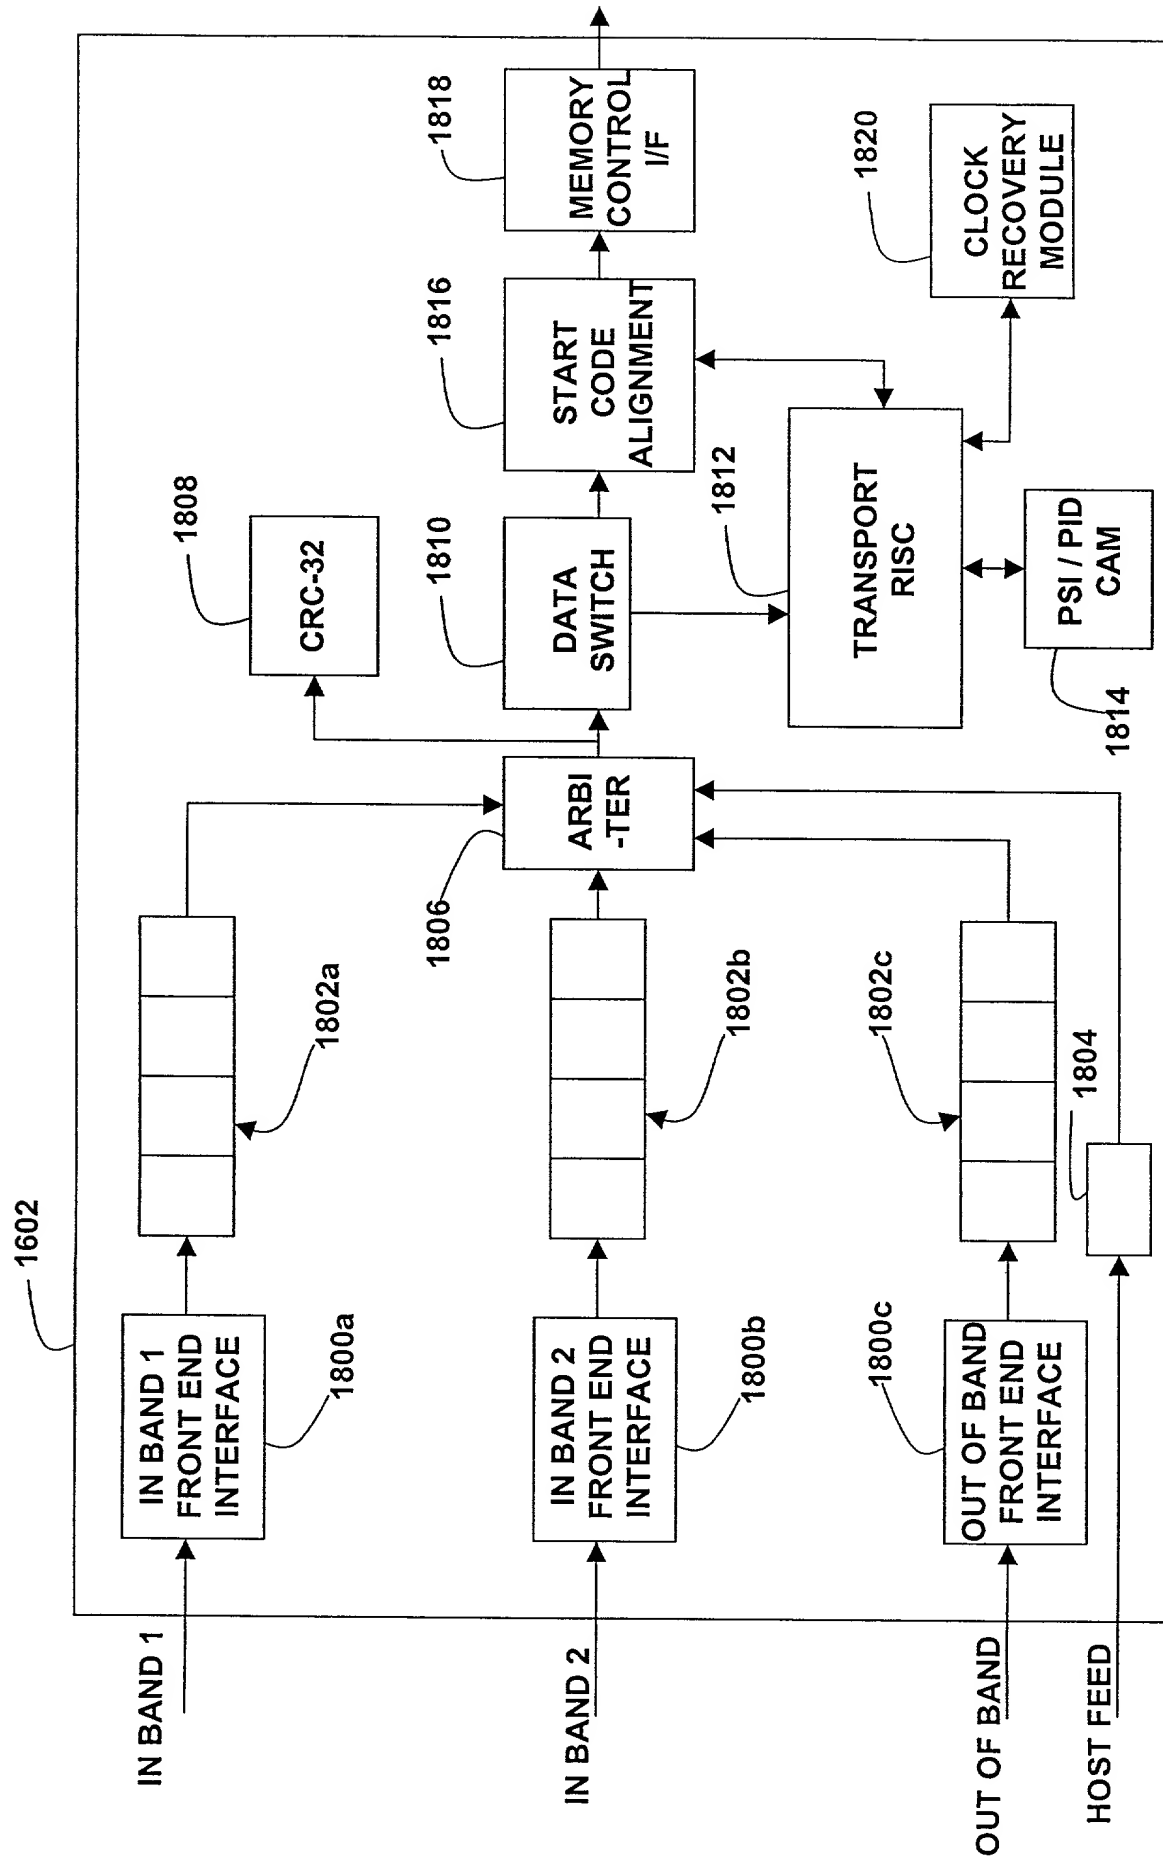 1602
IN BAND 1
IN BAND 1
FRONT END
INTERFACE
1800a
1802a
IN BAND 2
IN BAND 2
FRONT END
INTERFACE
1800b
1802b
OUT OF BAND
OUT OF BAND
FRONT END
INTERFACE
1800c
1802c
HOST FEED
1804
1806
ARBI
-TER
1808
CRC-32
1810
DATA
SWITCH
1812
TRANSPORT
RISC
1814
PSI / PID
CAM
1816
START
CODE
ALIGNMENT
1818
MEMORY
CONTROL
I/F
1820
CLOCK
RECOVERY
MODULE